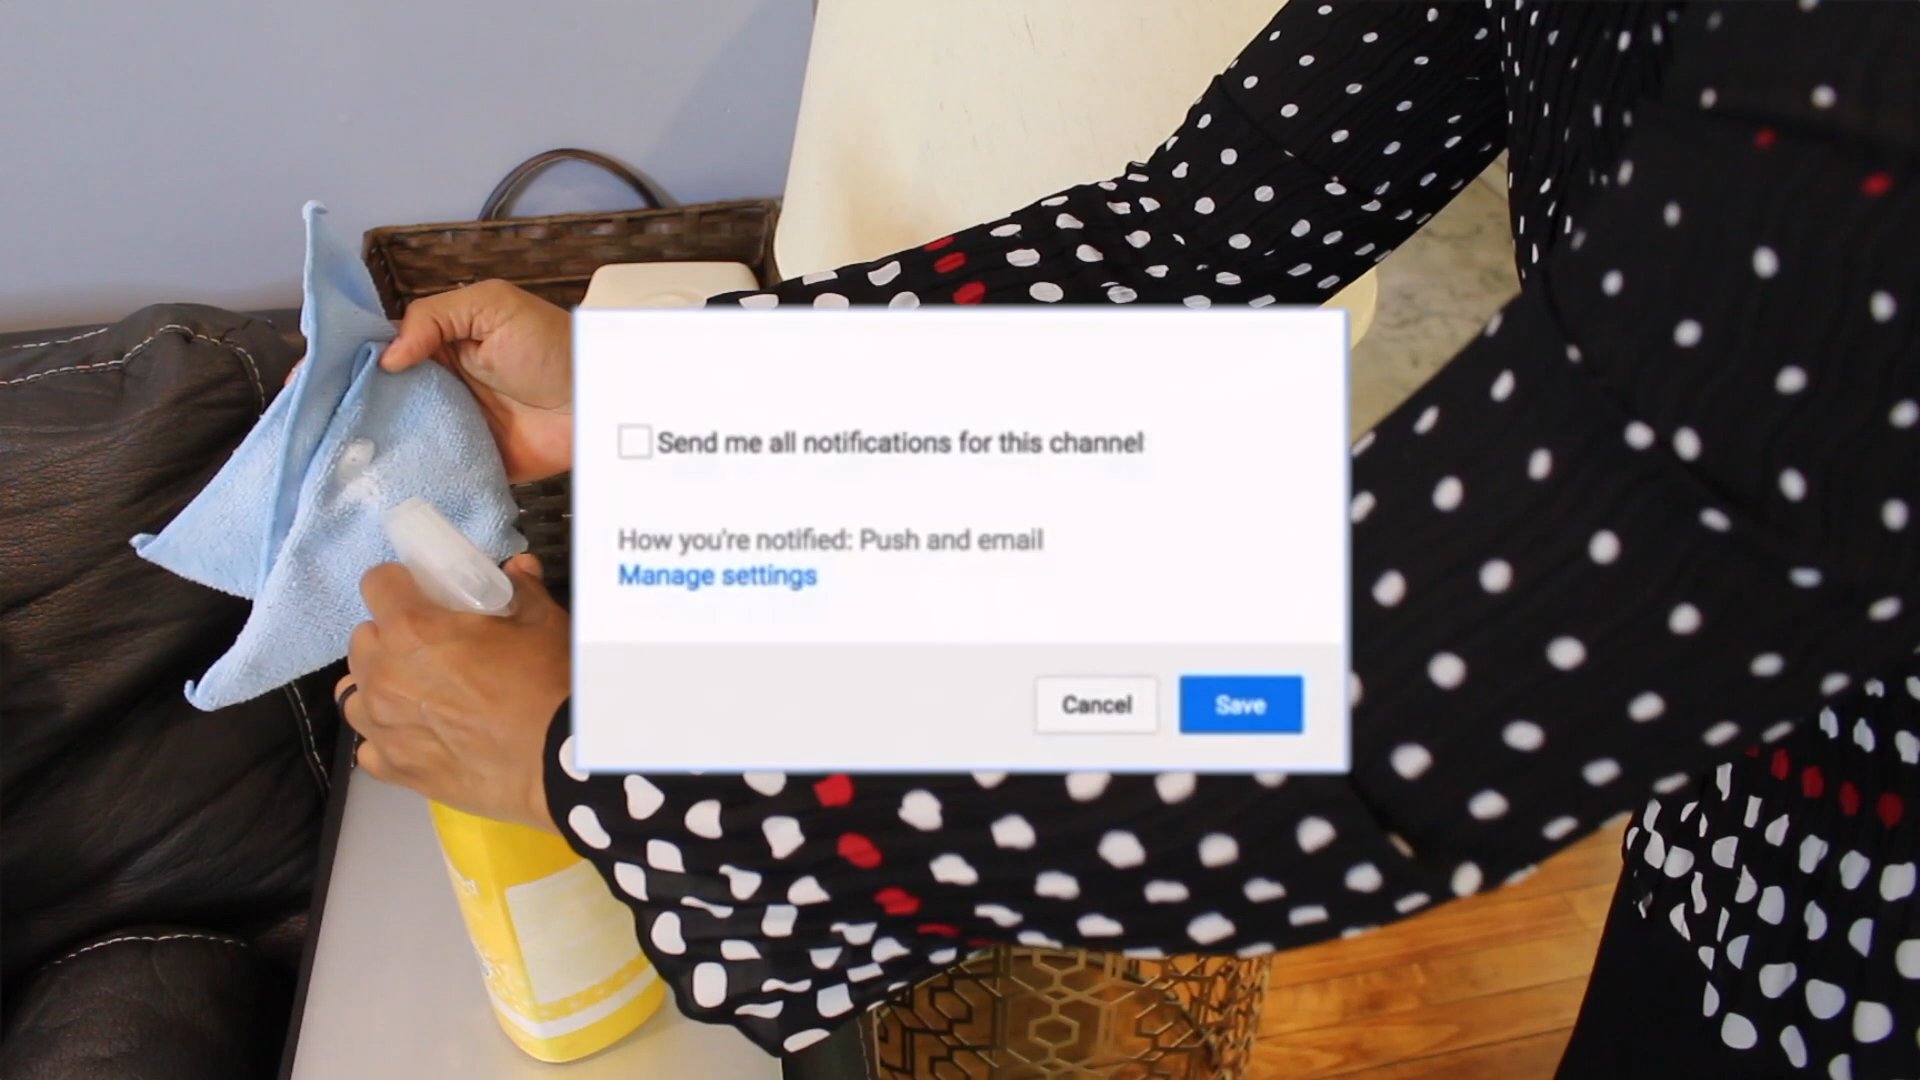 Send me all notifications for this channel
How you're notified: Push and email
Manage settings
Cancel
Save